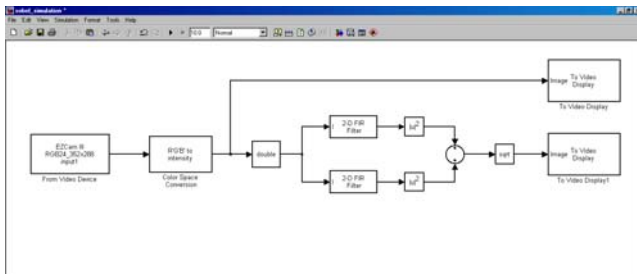 sobel_simulation *
File Edit View Simulation Format Tools Help
10.0 Normal
Image To Video
Display
To Video Display
EZCam III
RGB24_352x288
input1
From Video Device
R'G'B' to
intensity
Color Space
Conversion
double
I 2-D FIR
Filter
|u|²
I 2-D FIR
Filter
|u|²
sqrt
Image To Video
Display
To Video Display1